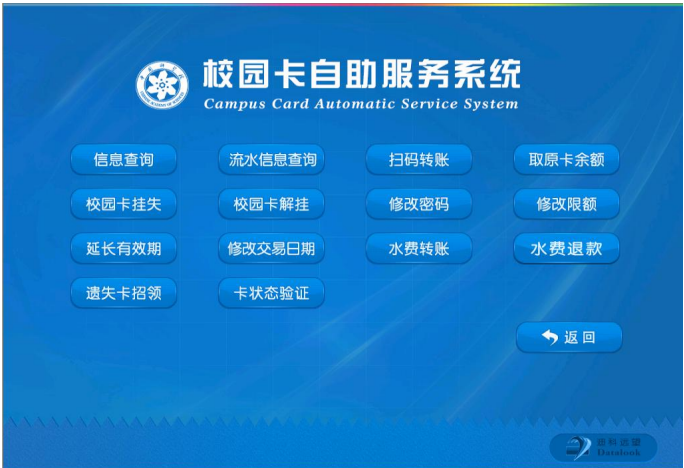 校园卡自助服务系统
Campus Card Automatic Service System
信息查询 流水信息查询 扫码转账 取原卡余额
校园卡挂失 校园卡解挂 修改密码 修改限额
延长有效期 修改交易日期 水费转账 水费退款
遗失卡招领 卡状态验证
返回
Datalook